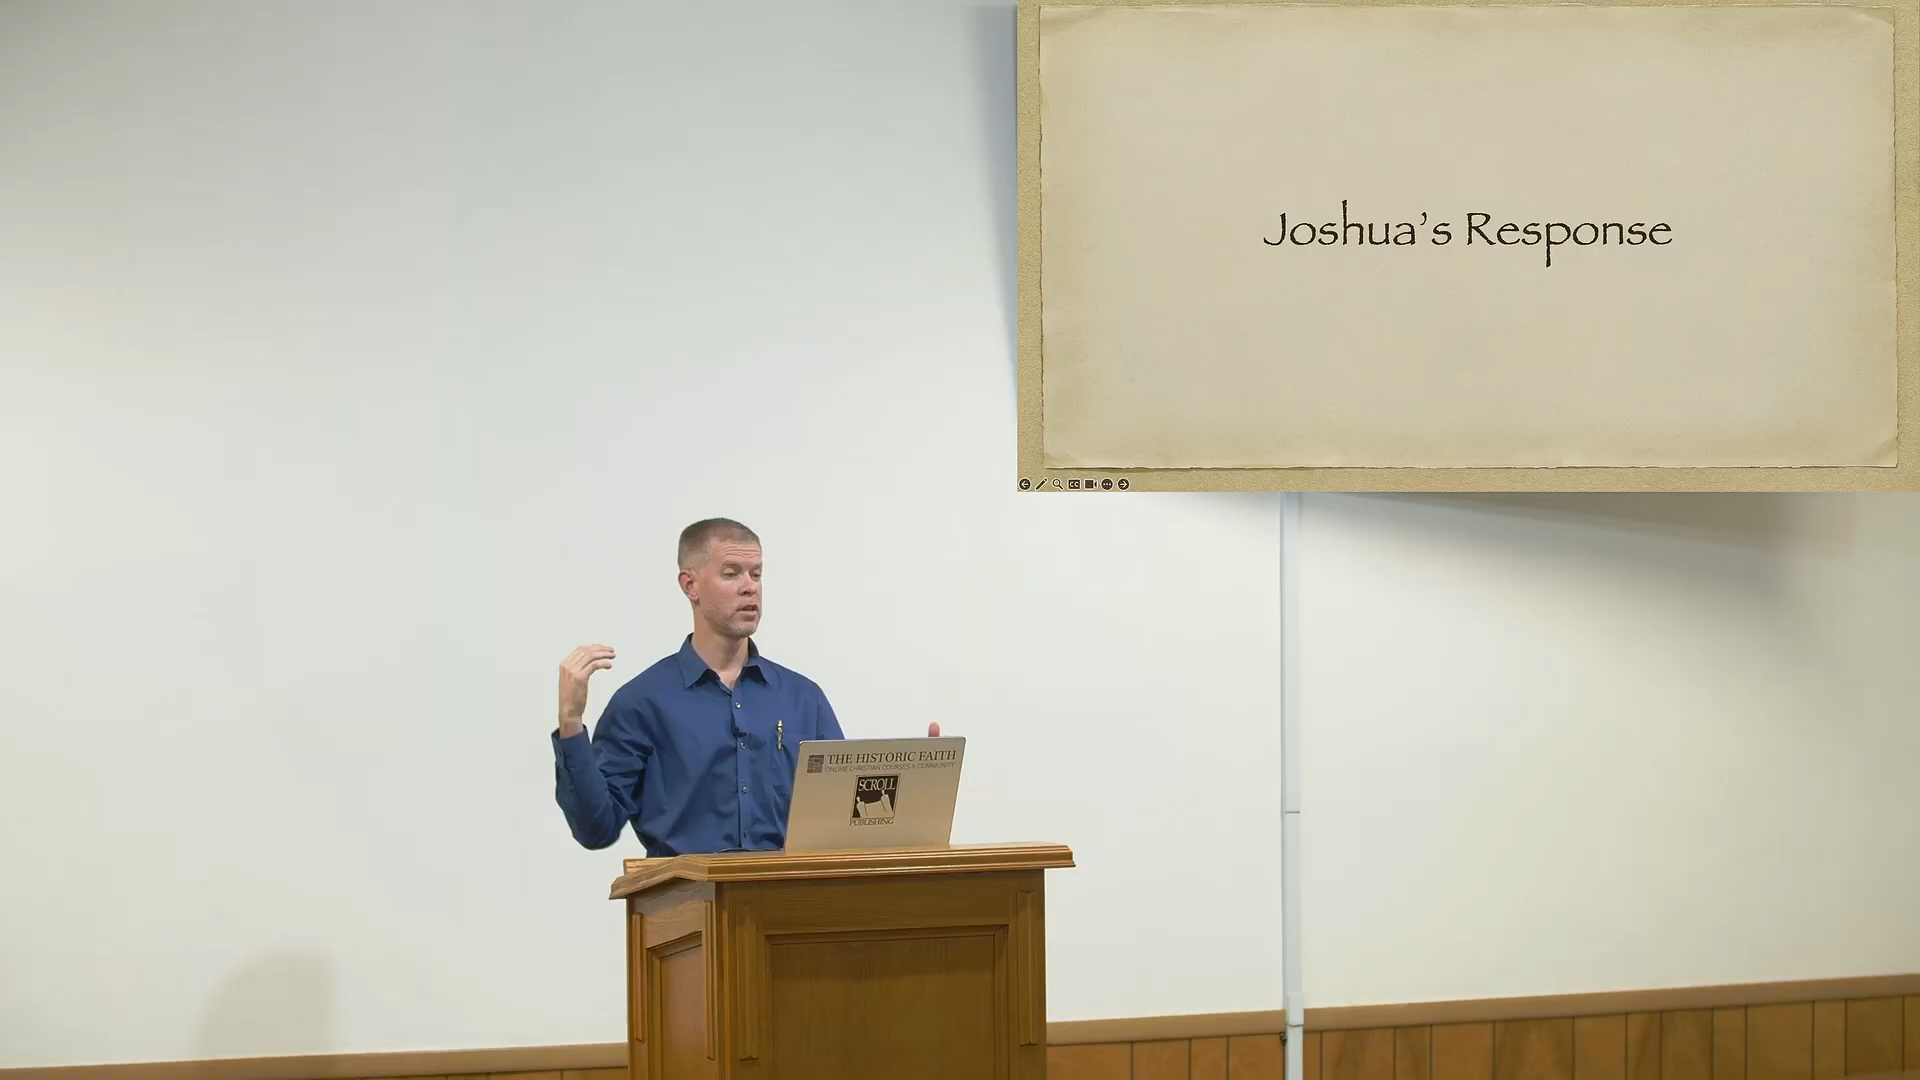 Joshua's Response
THE HISTORIC FAITH
ONLINE CHRISTIAN COURSES & COMMUNITY
SCROLL
PUBLISHING